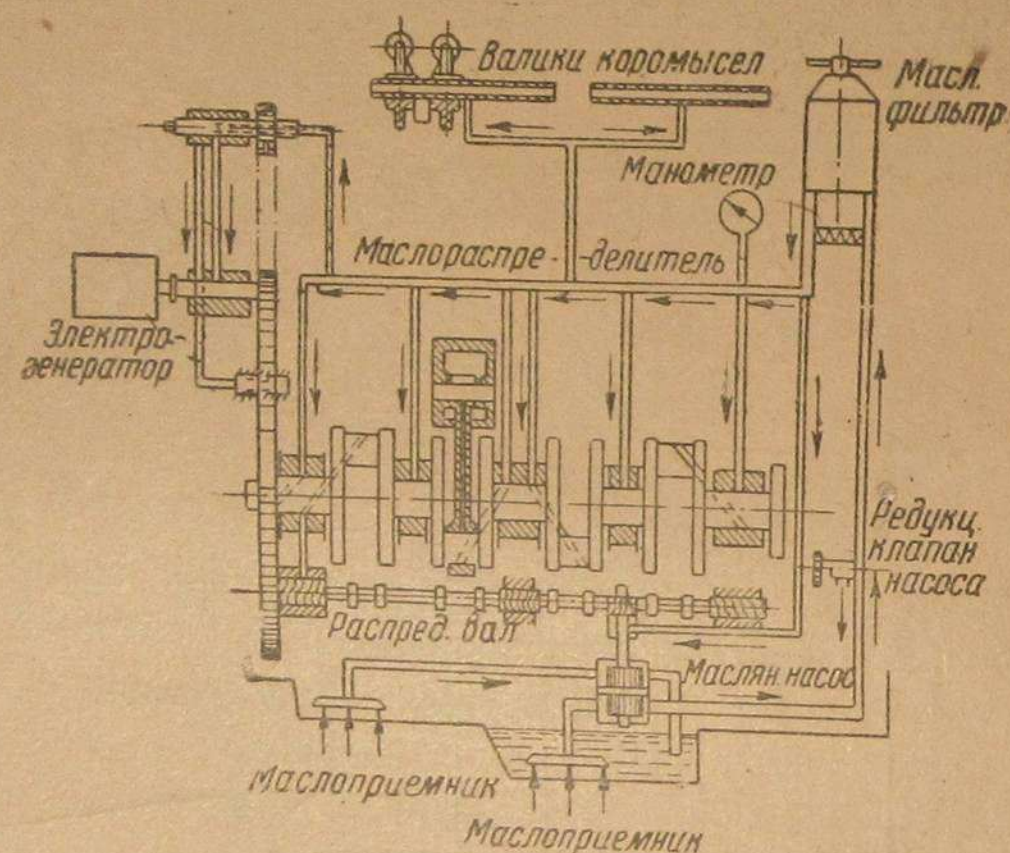 Валики коромысел
Масл.
фильтр
Манометр
Маслораспре-
-делитель
Электро-
генератор
Редукц.
клапан
насоса
Распред. вал
Маслян. насос
Маслоприемник
Маслоприемник